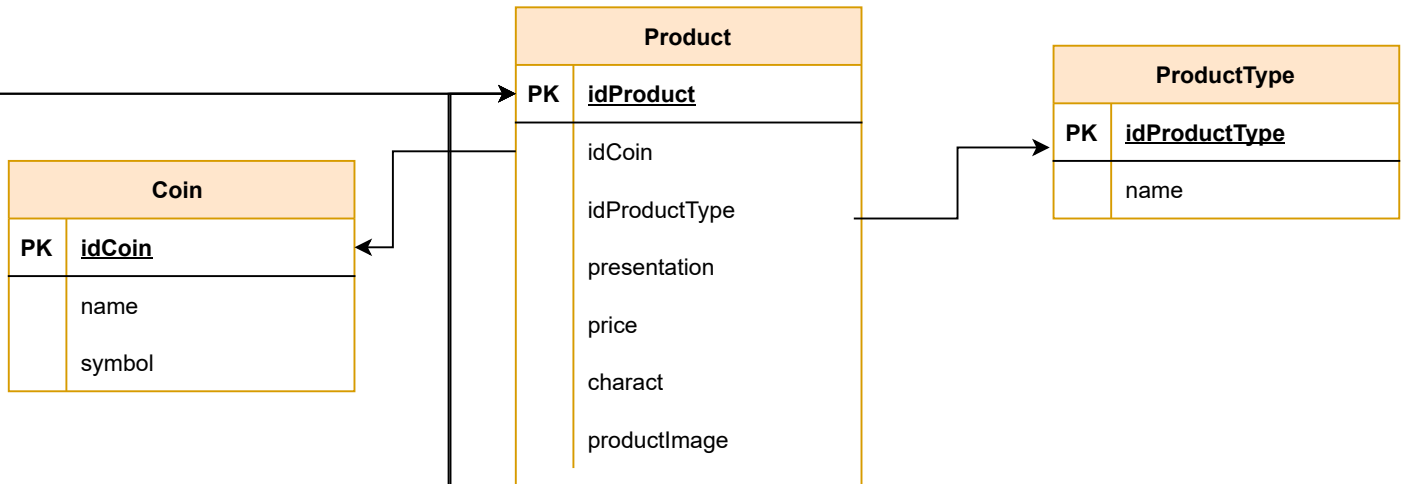 Product
PK idProduct
idCoin
idProductType
presentation
price
charact
productImage
Coin
PK idCoin
name
symbol
ProductType
PK idProductType
name